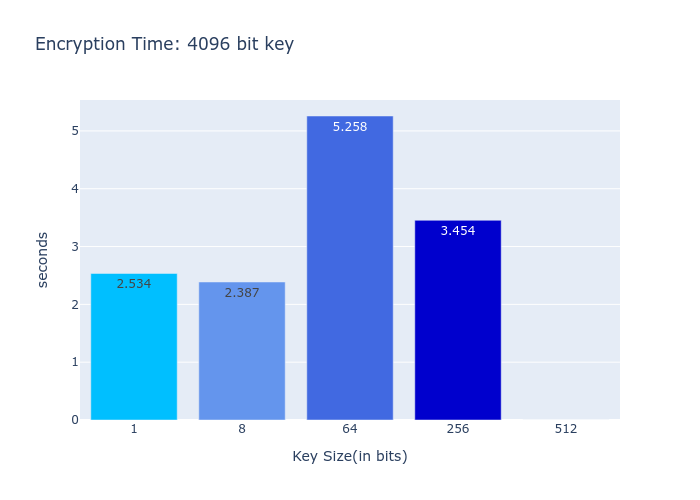 Encryption Time: 4096 bit key
seconds
5
4
3
2
1
0
2.534
2.387
5.258
3.454
1 8 64 256 512
Key Size(in bits)